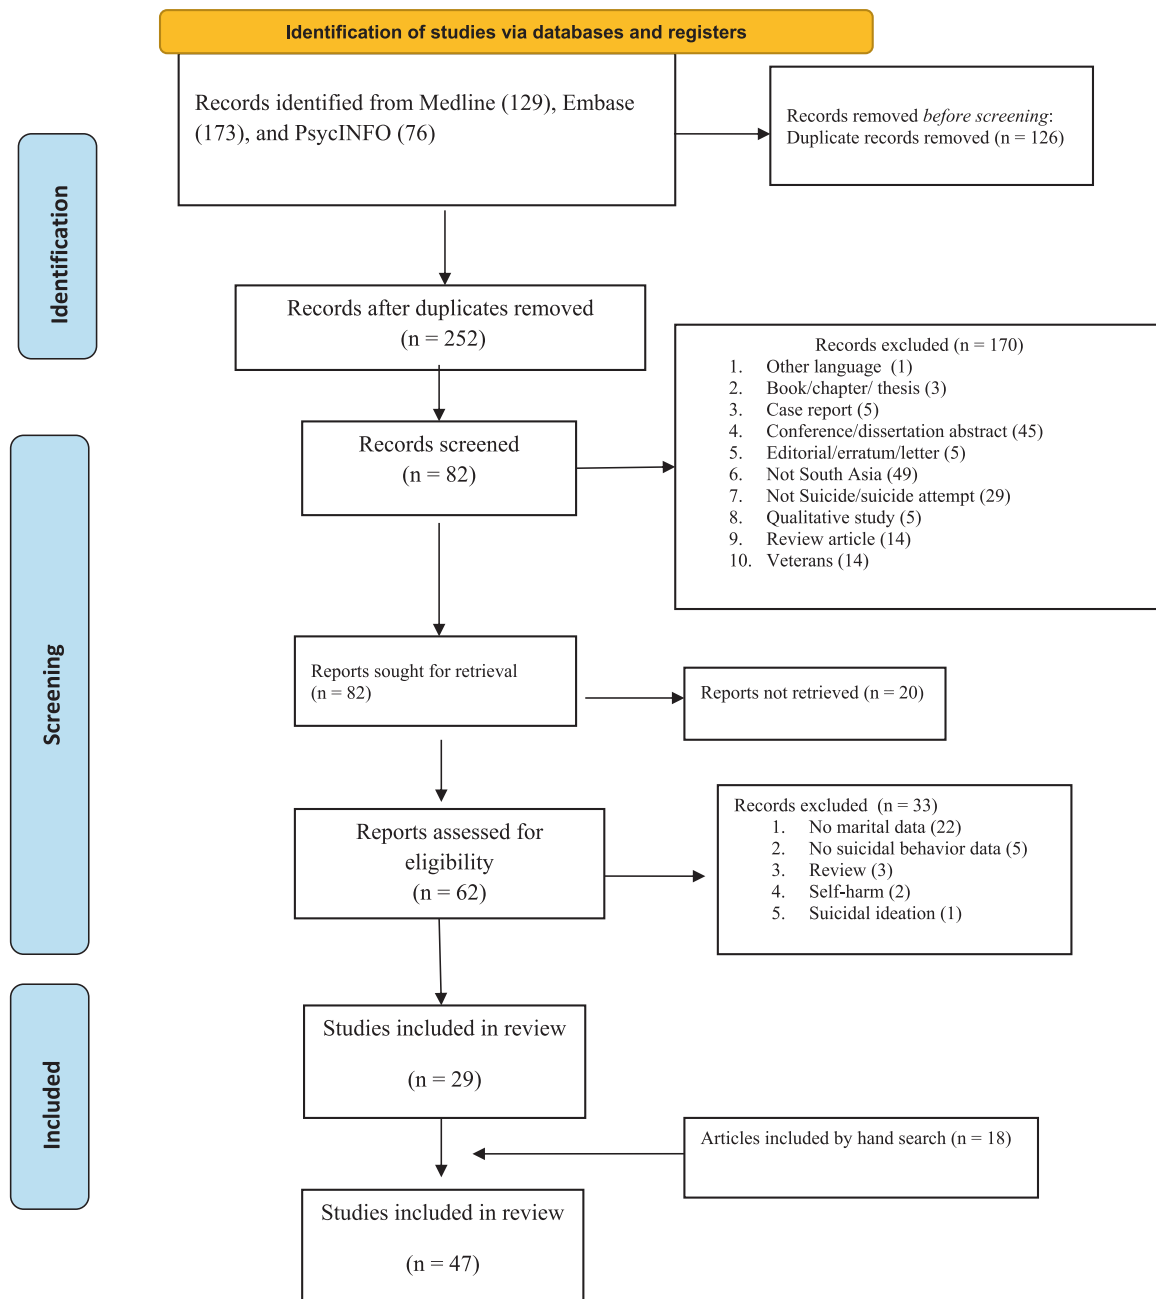 Identification of studies via databases and registers
Records identified from Medline (129), Embase
(173), and PsycINFO (76)
Records removed before screening:
Duplicate records removed (n = 126)
Identification
Records after duplicates removed
(n = 252)
Records excluded (n = 170)
1. Other language (1)
2. Book/chapter/ thesis (3)
3. Case report (5)
4. Conference/dissertation abstract (45)
5. Editorial/erratum/letter (5)
6. Not South Asia (49)
7. Not Suicide/suicide attempt (29)
8. Qualitative study (5)
9. Review article (14)
10. Veterans (14)
Records screened
(n = 82)
Screening
Reports sought for retrieval
(n = 82)
Reports not retrieved (n = 20)
Reports assessed for
eligibility
(n = 62)
Records excluded (n = 33)
1. No marital data (22)
2. No suicidal behavior data (5)
3. Review (3)
4. Self-harm (2)
5. Suicidal ideation (1)
Included
Studies included in review
(n = 29)
Articles included by hand search (n = 18)
Studies included in review
(n = 47)